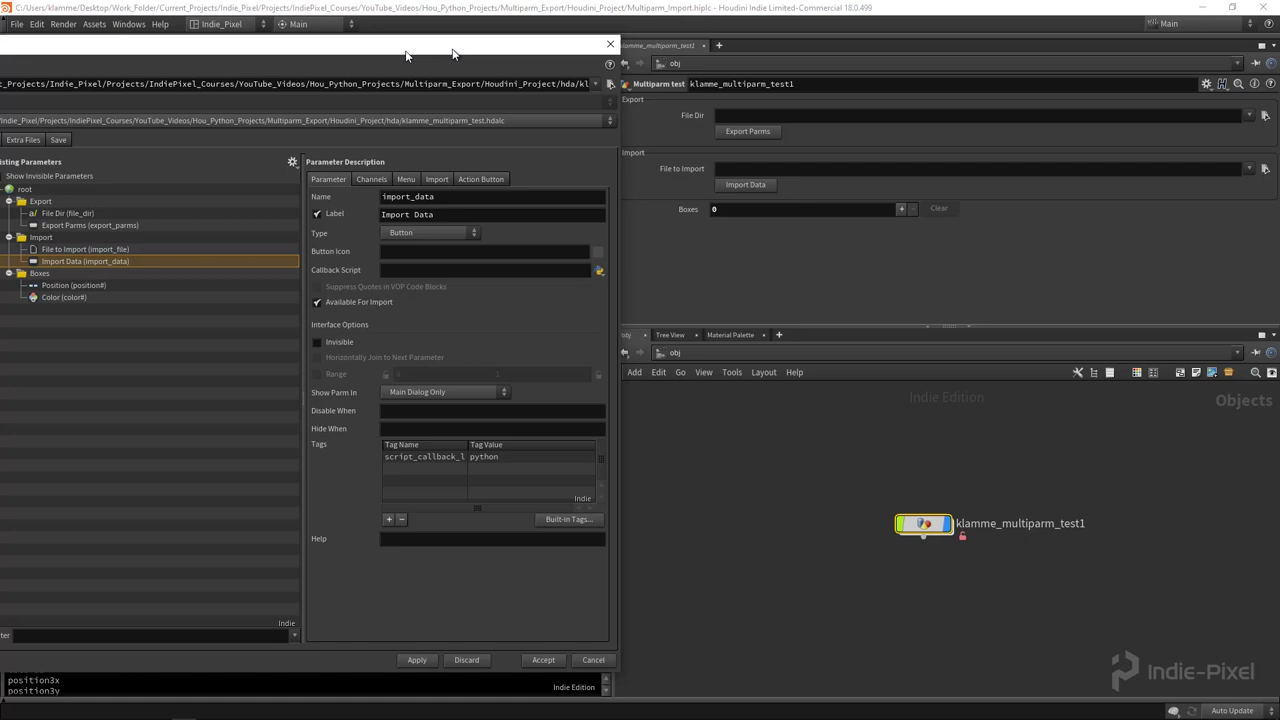 C:/Users/klamme/Desktop/Work_Folder/Current_Projects/Projects/IndiePixel_Courses/YouTube_Videos/Hou_Python_Projects/Multiparm_Export/Houdini_Project/Multiparm_Import.hiplc - Houdini Indie Limited-Commercial 18.0.499
File Edit Render Assets Windows Help Indie_Pixel Main Main
klamme_multiparm_test1
obj
t_Projects/Indie_Pixel/Projects/IndiePixel_Courses/YouTube_Videos/Hou_Python_Projects/Multiparm_Export/Houdini_Project/hda/kl
Multiparm test klamme_multiparm_test1
Export
File Dir
Export Parms
Import
File to Import
Import Data
Boxes 0 Clear
/Indie_Pixel/Projects/IndiePixel_Courses/YouTube_Videos/Hou_Python_Projects/Multiparm_Export/Houdini_Project/hda/klamme_multiparm_test.hdalc
Extra Files Save
isting Parameters
Show Invisible Parameters
root
Export
File Dir (file_dir)
Export Parms (export_parms)
Import
File to Import (import_file)
Import Data (import_data)
Boxes
Position (position#)
Color (color#)
Indie
ter
Parameter Description
Parameter Channels Menu Import Action Button
Name import_data
Label Import Data
Type Button
Button Icon
Callback Script
Suppress Quotes in VOP Code Blocks
Available For Import
Interface Options
Invisible
Horizontally Join to Next Parameter
Range 1
Show Parm In Main Dialog Only
Disable When
Hide When
Tags Tag Name Tag Value
script_callback_l python
Indie
+ − Built-in Tags...
Help
Apply Discard Accept Cancel
position3x
position3y
Indie Edition
obj Tree View Material Palette
obj
Add Edit Go View Tools Layout Help
Indie Edition
Objects
klamme_multiparm_test1
Indie-Pixel
Auto Update